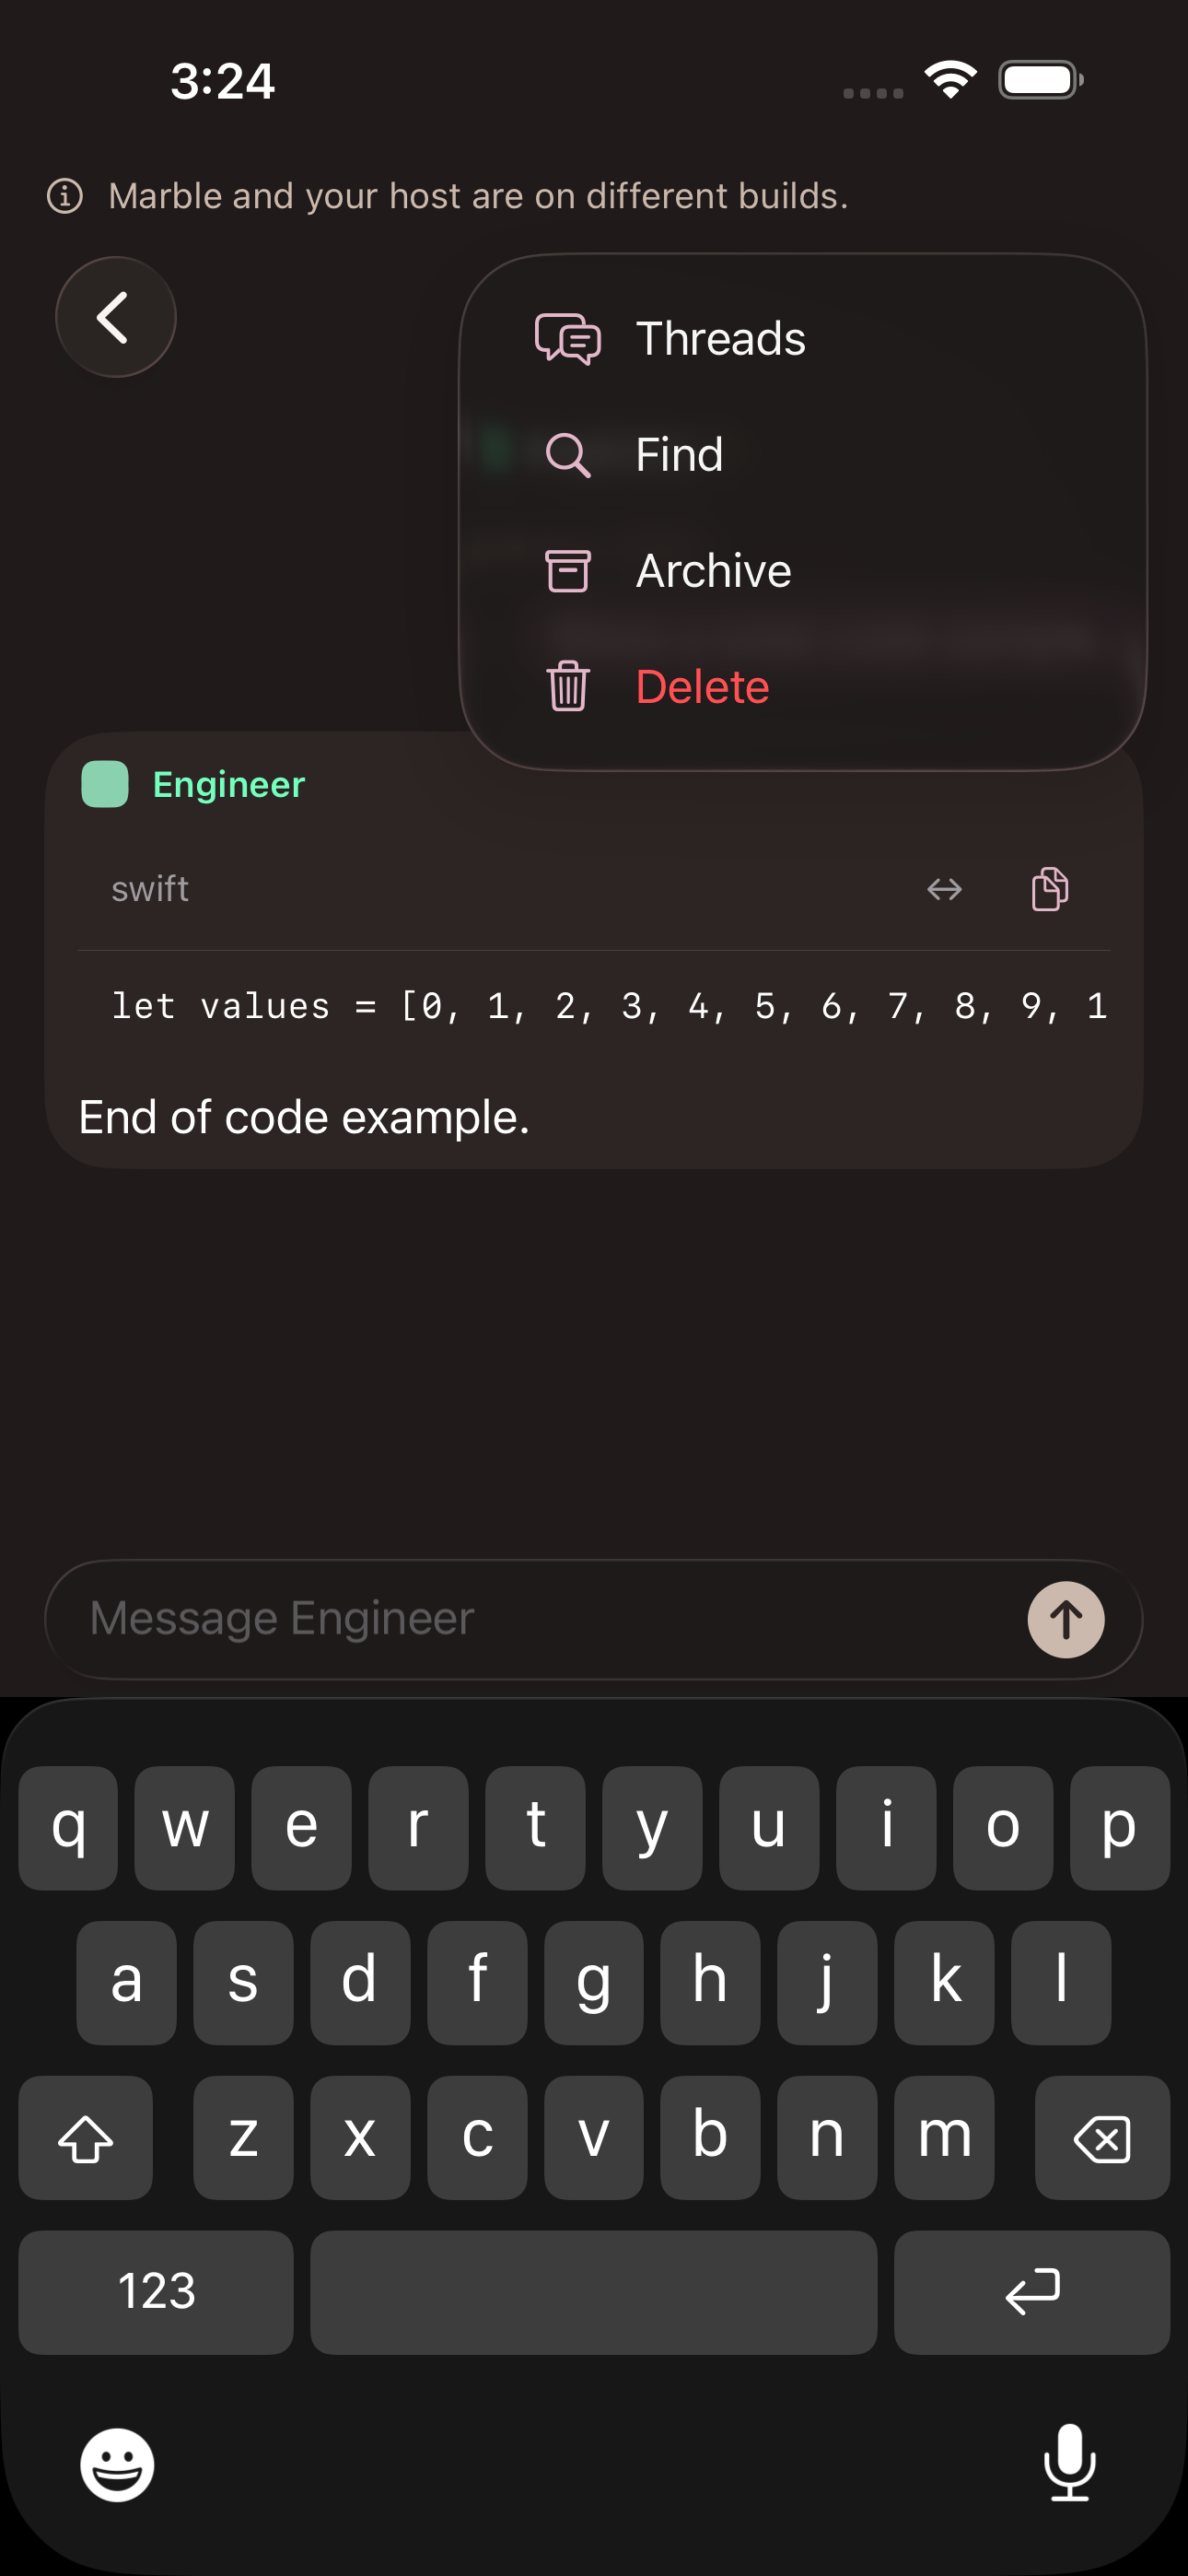 3:24
Marble and your host are on different builds.
Threads
Find
Archive
Delete
Engineer
swift
let values = [0, 1, 2, 3, 4, 5, 6, 7, 8, 9, 1
End of code example.
Message Engineer
q w e r t y u i o p
a s d f g h j k l
z x c v b n m
123